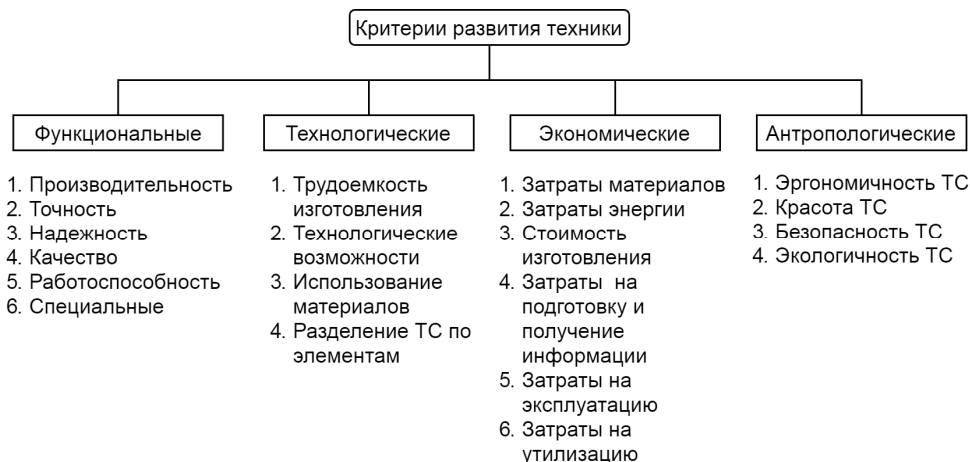 Критерии развития техники
Функциональные
1. Производительность
2. Точность
3. Надежность
4. Качество
5. Работоспособность
6. Специальные
Технологические
1. Трудоемкость
изготовления
2. Технологические
возможности
3. Использование
материалов
4. Разделение ТС по
элементам
Экономические
1. Затраты материалов
2. Затраты энергии
3. Стоимость
изготовления
4. Затраты на
подготовку и
получение
информации
5. Затраты на
эксплуатацию
6. Затраты на
утилизацию
Антропологические
1. Эргономичность ТС
2. Красота ТС
3. Безопасность ТС
4. Экологичность ТС